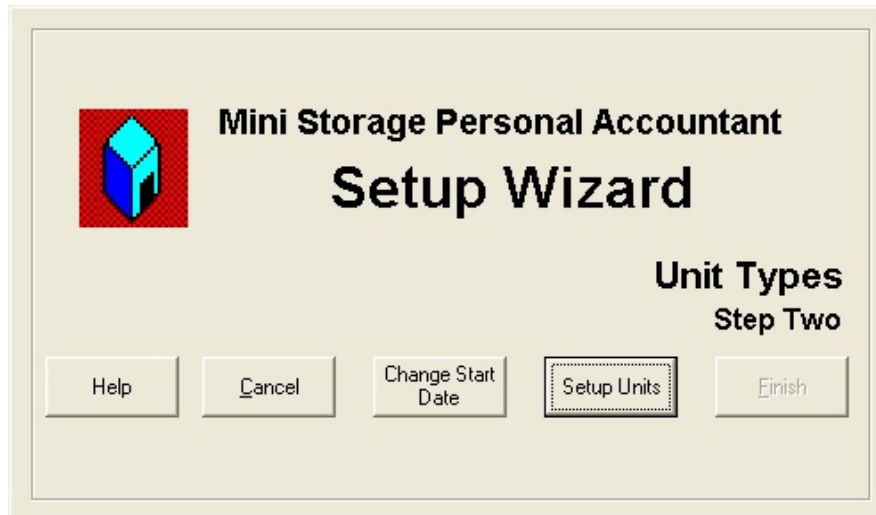 Mini Storage Personal Accountant
Setup Wizard
Unit Types
Step Two
Help
Cancel
Change Start
Date
Setup Units
Finish